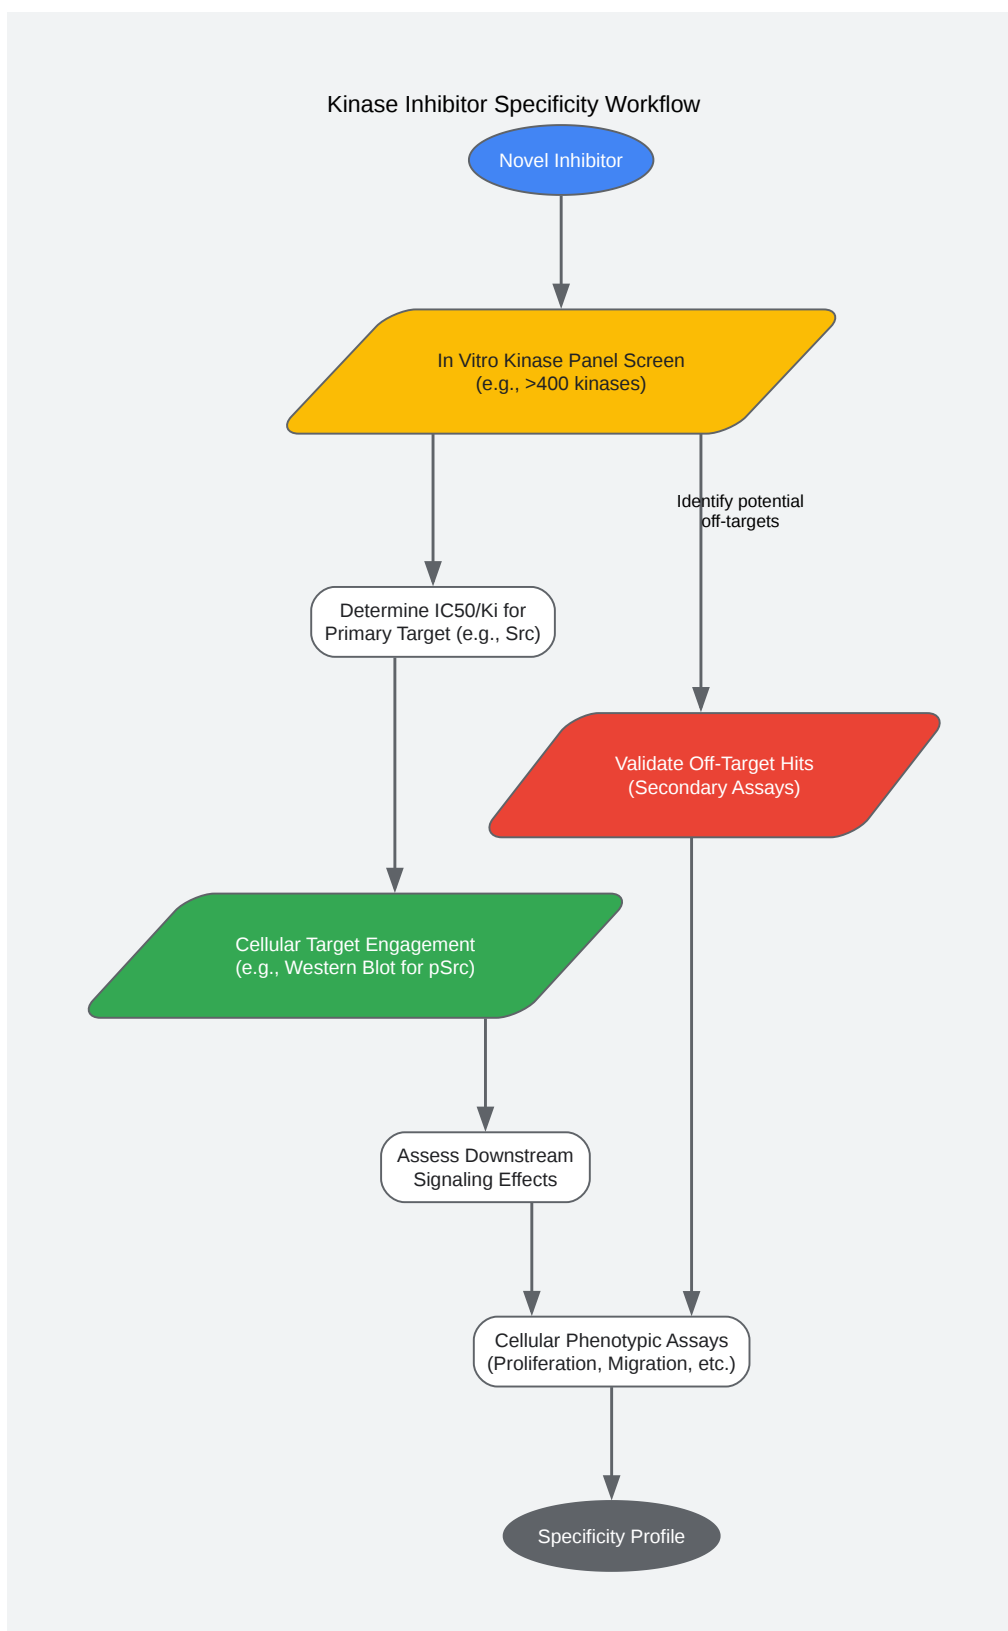 Kinase Inhibitor Specificity Workflow
Novel Inhibitor
In Vitro Kinase Panel Screen
(e.g., >400 kinases)
Identify potential
off-targets
Determine IC50/Ki for
Primary Target (e.g., Src)
Validate Off-Target Hits
(Secondary Assays)
Cellular Target Engagement
(e.g., Western Blot for pSrc)
Assess Downstream
Signaling Effects
Cellular Phenotypic Assays
(Proliferation, Migration, etc.)
Specificity Profile